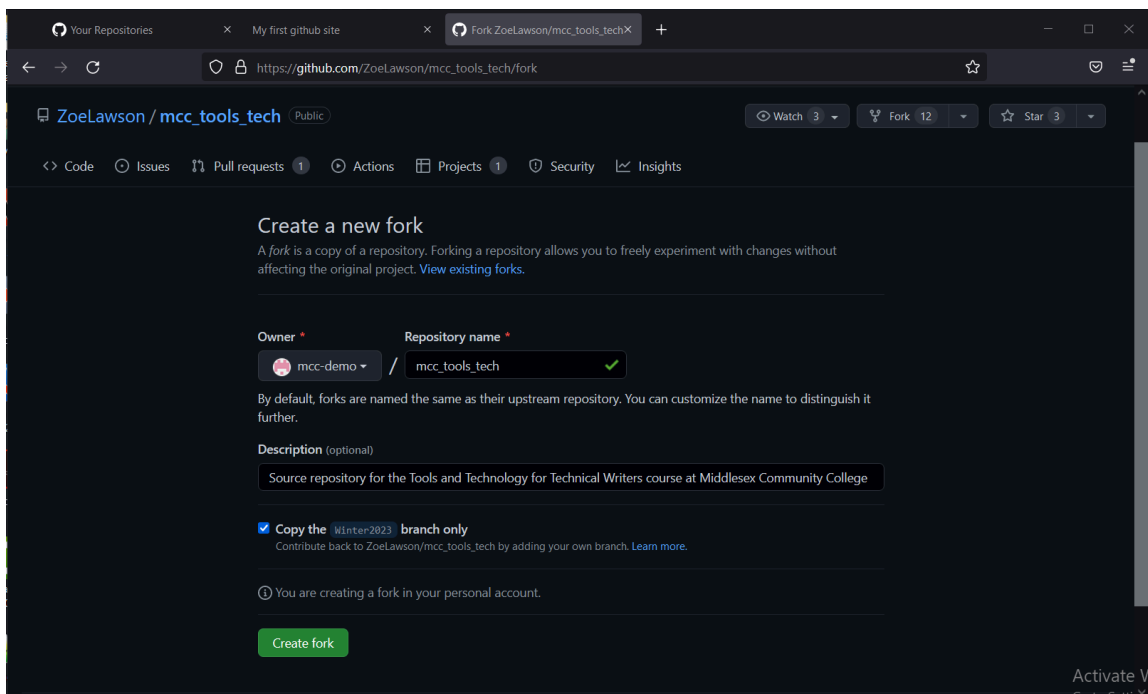 Your Repositories
My first github site
Fork ZoeLawson/mcc_tools_tech
https://github.com/ZoeLawson/mcc_tools_tech/fork
ZoeLawson / mcc_tools_tech Public
Watch 3 Fork 12 Star 3
Code Issues Pull requests 1 Actions Projects 1 Security Insights
Create a new fork
A fork is a copy of a repository. Forking a repository allows you to freely experiment with changes without
affecting the original project. View existing forks.
Owner * Repository name *
mcc-demo / mcc_tools_tech
By default, forks are named the same as their upstream repository. You can customize the name to distinguish it
further.
Description (optional)
Source repository for the Tools and Technology for Technical Writers course at Middlesex Community College
Copy the Winter2023 branch only
Contribute back to ZoeLawson/mcc_tools_tech by adding your own branch. Learn more.
You are creating a fork in your personal account.
Create fork
Activate